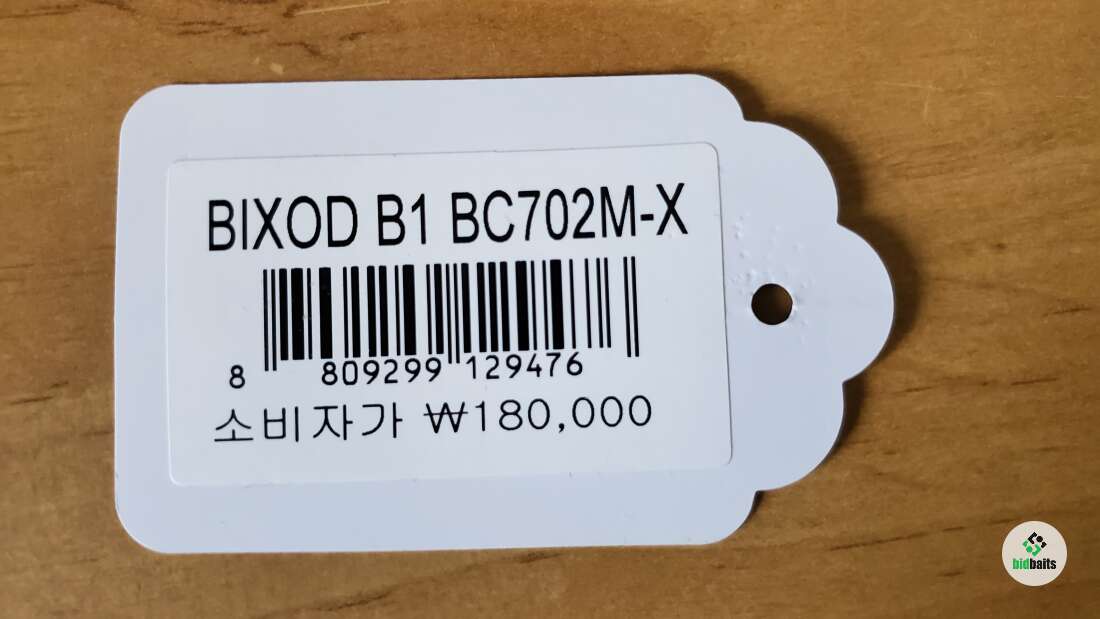 BIXOD B1 BC702M-X
8 809299 129476
소비자가 ₩180,000
bidbaits